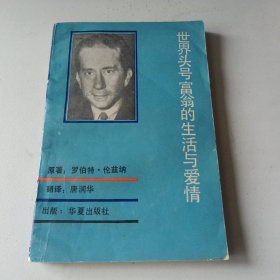 世界头号富翁的生活与爱情
原著：罗伯特·伦兹纳
编译：唐润华
出版：华夏出版社